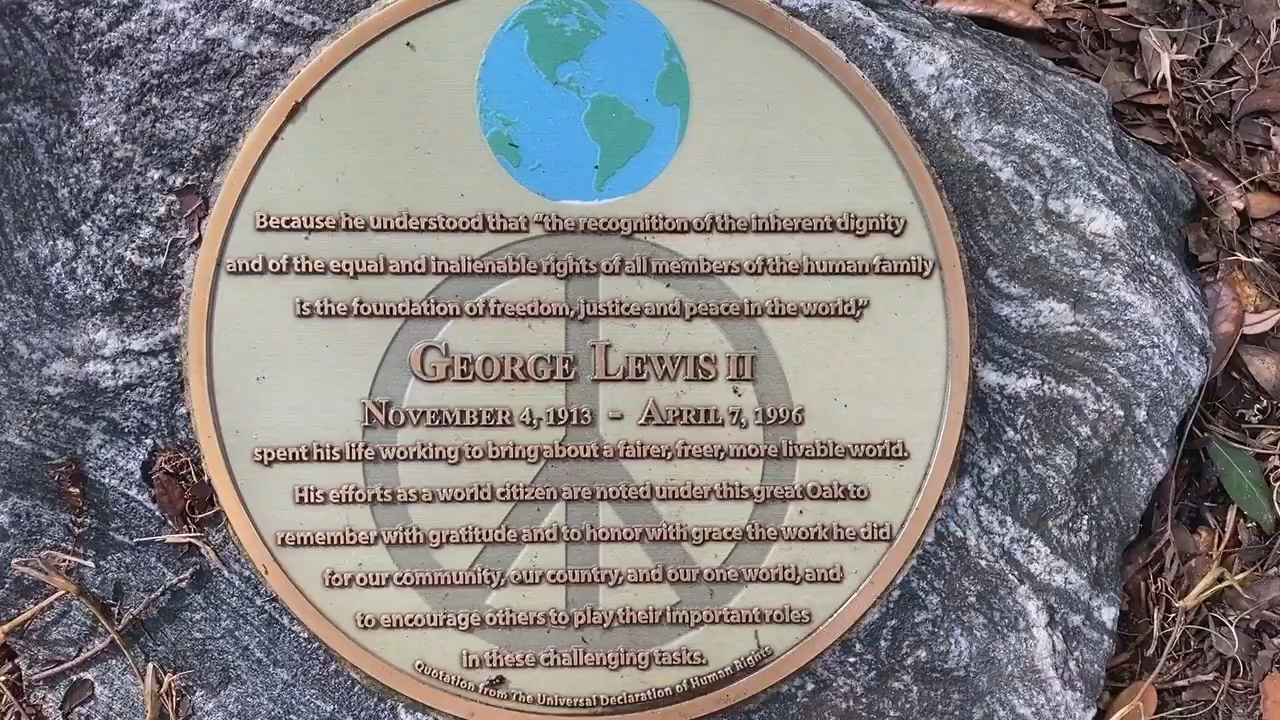 Because he understood that “the recognition of the inherent dignity
and of the equal and inalienable rights of all members of the human family
is the foundation of freedom, justice and peace in the world,”
GEORGE LEWIS II
NOVEMBER 4, 1913 – APRIL 7, 1996
spent his life working to bring about a fairer, freer, more livable world.
His efforts as a world citizen are noted under this great Oak to
remember with gratitude and to honor with grace the work he did
for our community, our country, and our one world, and
to encourage others to play their important roles
in these challenging tasks.
Quotation from The Universal Declaration of Human Rights